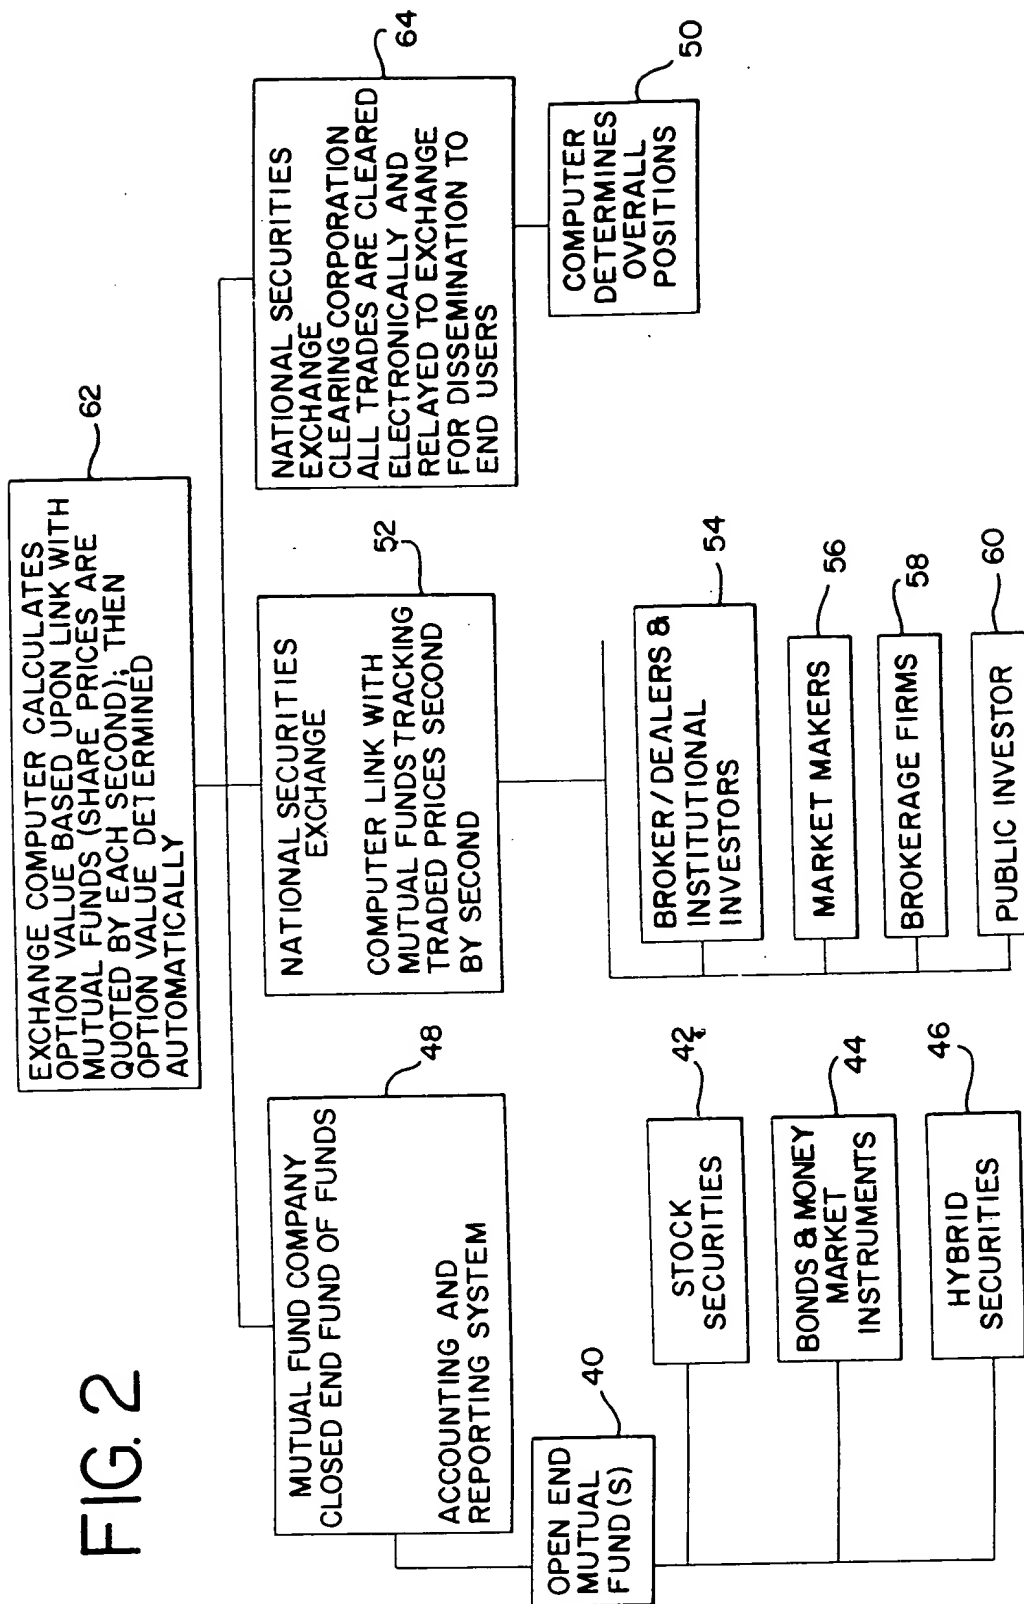 FIG. 2
EXCHANGE COMPUTER CALCULATES
OPTION VALUE BASED UPON LINK WITH
MUTUAL FUNDS (SHARE PRICES ARE
QUOTED BY EACH SECOND); THEN
OPTION VALUE DETERMINED
AUTOMATICALLY
62
MUTUAL FUND COMPANY
CLOSED END FUND OF FUNDS
ACCOUNTING AND
REPORTING SYSTEM
48
NATIONAL SECURITIES
EXCHANGE
COMPUTER LINK WITH
MUTUAL FUNDS TRACKING
TRADED PRICES SECOND
BY SECOND
52
NATIONAL SECURITIES
EXCHANGE
CLEARING CORPORATION
ALL TRADES ARE CLEARED
ELECTRONICALLY AND
RELAYED TO EXCHANGE
FOR DISSEMINATION TO
END USERS
64
OPEN END
MUTUAL
FUND(S)
40
STOCK
SECURITIES
42
BONDS & MONEY
MARKET
INSTRUMENTS
44
HYBRID
SECURITIES
46
BROKER/DEALERS &
INSTITUTIONAL
INVESTORS
54
MARKET MAKERS
56
BROKERAGE FIRMS
58
PUBLIC INVESTOR
60
COMPUTER
DETERMINES
OVERALL
POSITIONS
50